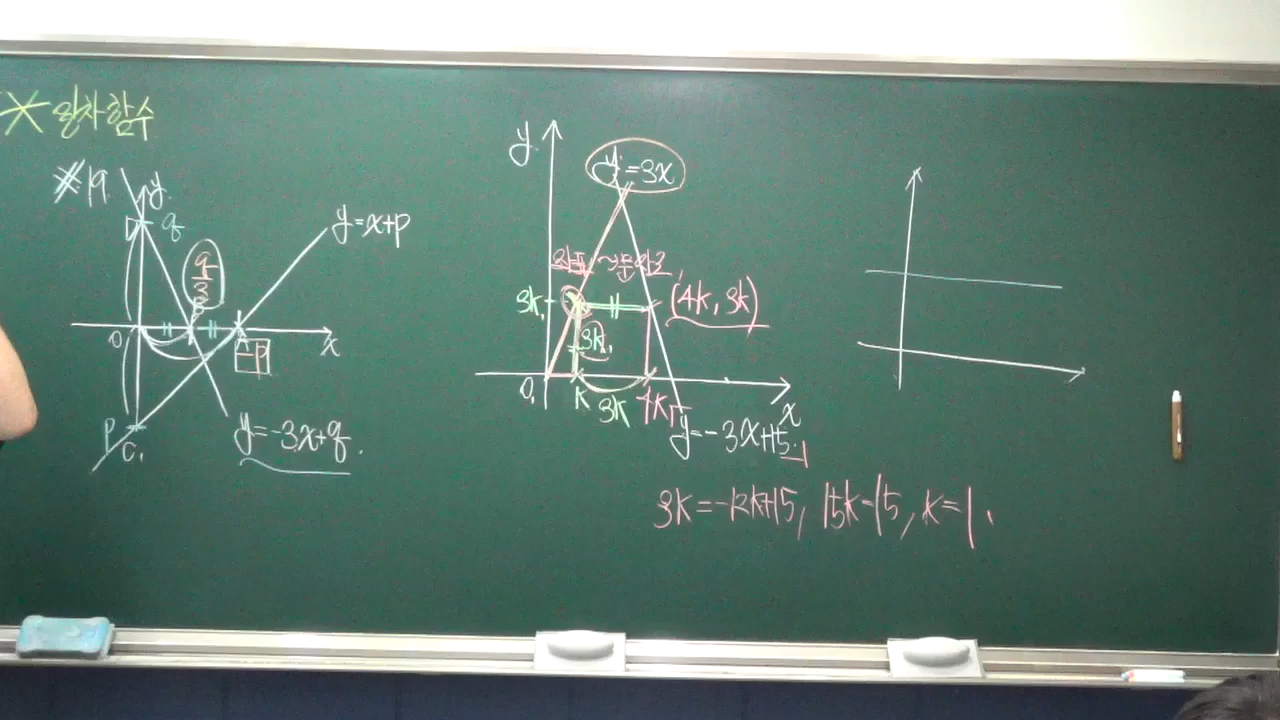 일차함수
19.
y
q
D
q/3
B
y=x+p
O
-p
x
P
C
y=-3x+q
y
y=3x
3k
(4k, 3k)
3k
O
k
3k
4k
x
y=-3x+15
3k=-12k+15, 15k=15, k=1